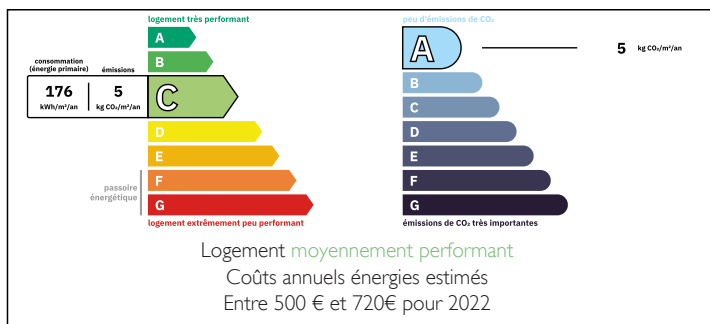 logement très performant
A
B
consommation
(énergie primaire)
émissions
176
kWh/m²/an
5
kg CO₂/m²/an
C
D
E
F
G
passoire
énergétique
logement extrêmement peu performant
peu d'émissions de CO₂
A
5 kg CO₂/m²/an
B
C
D
E
F
G
émissions de CO₂ très importantes
Logement moyennement performant
Coûts annuels énergies estimés
Entre 500 € et 720€ pour 2022